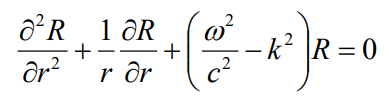 ∂²R/∂r² + 1/r ∂R/∂r + (ω²/c² − k²)R = 0